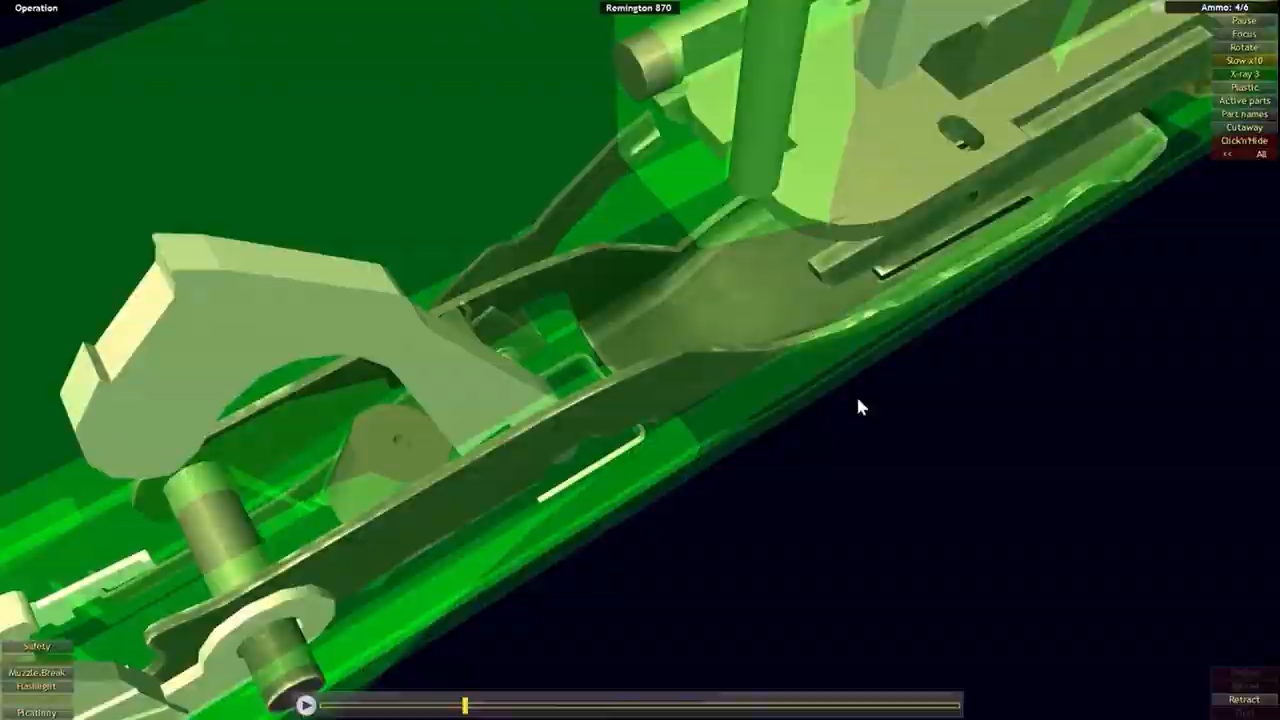 Operation
Remington 870
Ammo: 4/6
Pause
Focus
Rotate
Slow x10
X-ray 3
Plastic
Active parts
Part names
Cutaway
Click'n'Hide
<< All
Safety
Muzzle Break
Flashlight
Picatinny
Retract